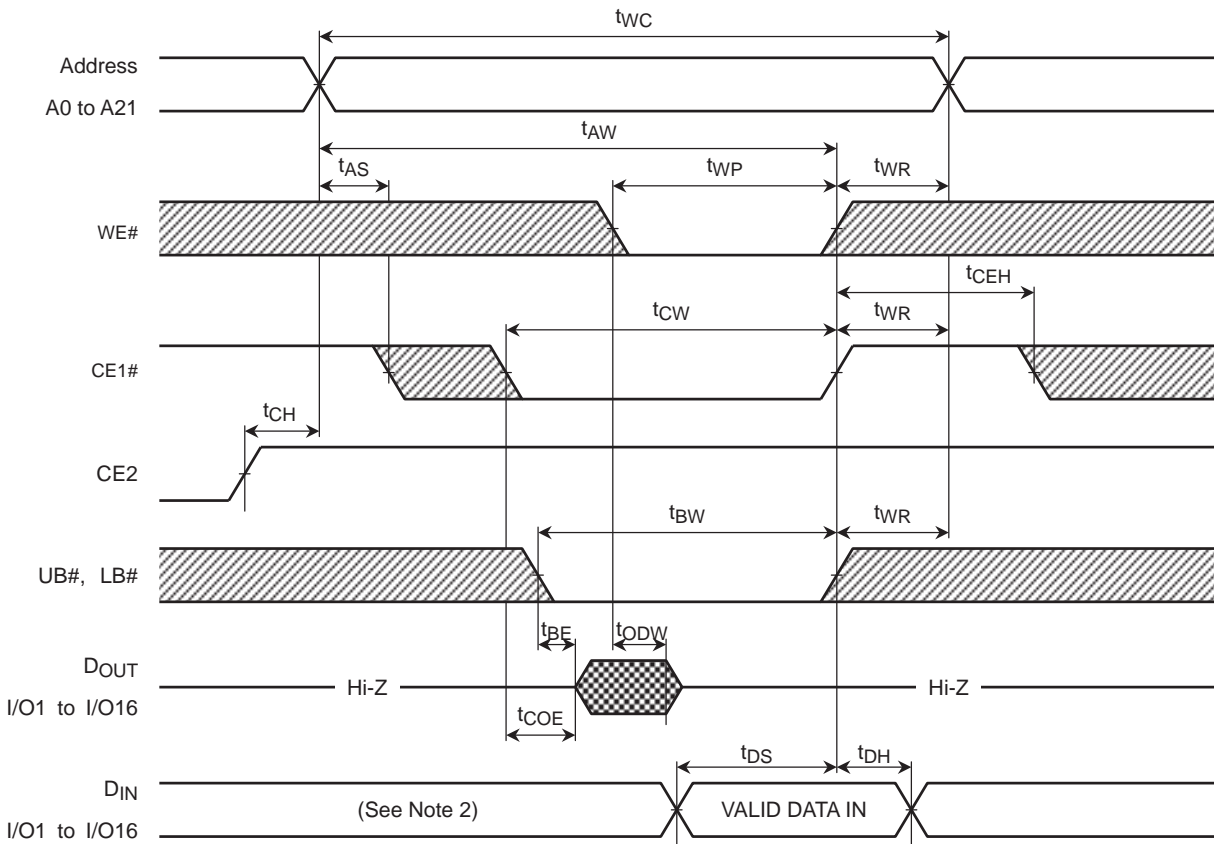 tWC
Address
A0 to A21
tAW
tAS
tWP
tWR
WE#
tCEH
tCW
tWR
CE1#
tCH
CE2
tBW
tWR
UB#, LB#
tBE
tODW
DOUT
Hi-Z
Hi-Z
I/O1 to I/O16
tCOE
tDS
tDH
DIN
(See Note 2)
VALID DATA IN
I/O1 to I/O16